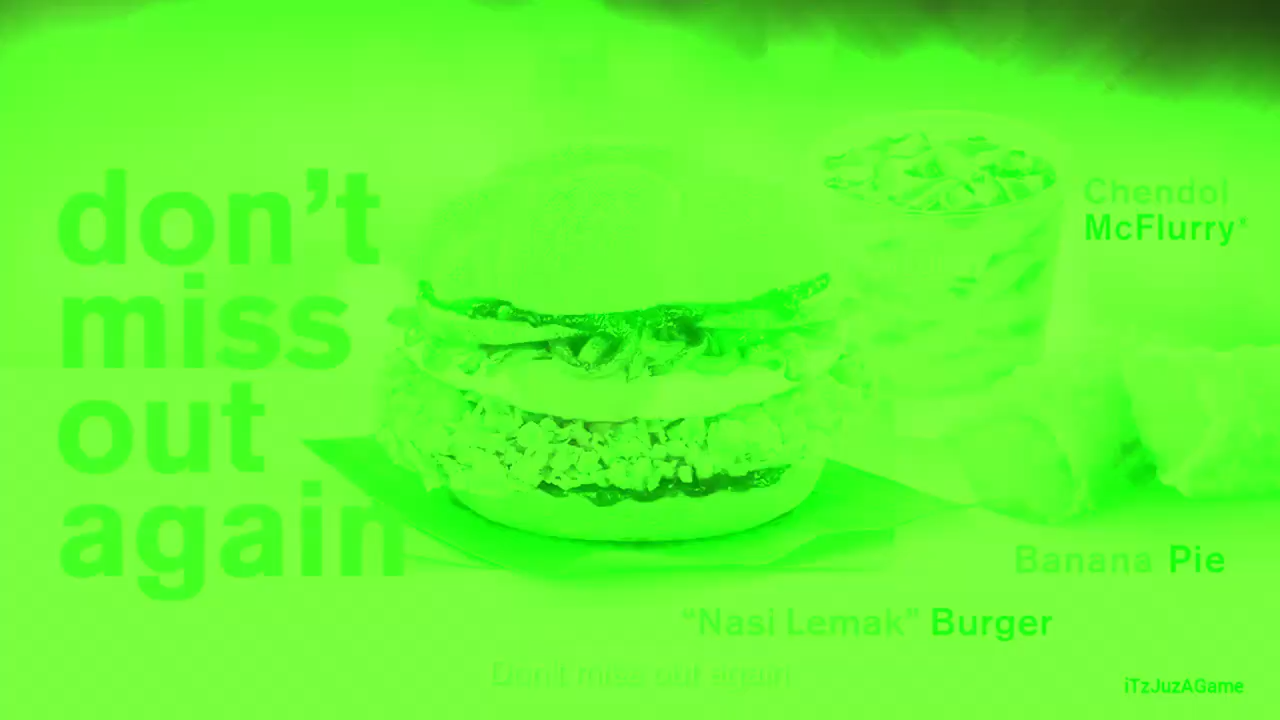 don't
miss
out
again
Chendol
McFlurry®
Banana Pie
“Nasi Lemak” Burger
Don't miss out again
iTzJuzAGame